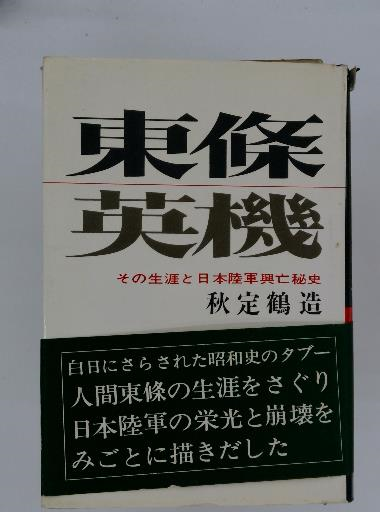 東條
英機
その生涯と日本陸軍興亡秘史
秋定鶴造
白日にさらされた昭和史のタブー
人間東條の生涯をさぐり
日本陸軍の栄光と崩壊を
みごとに描きだした